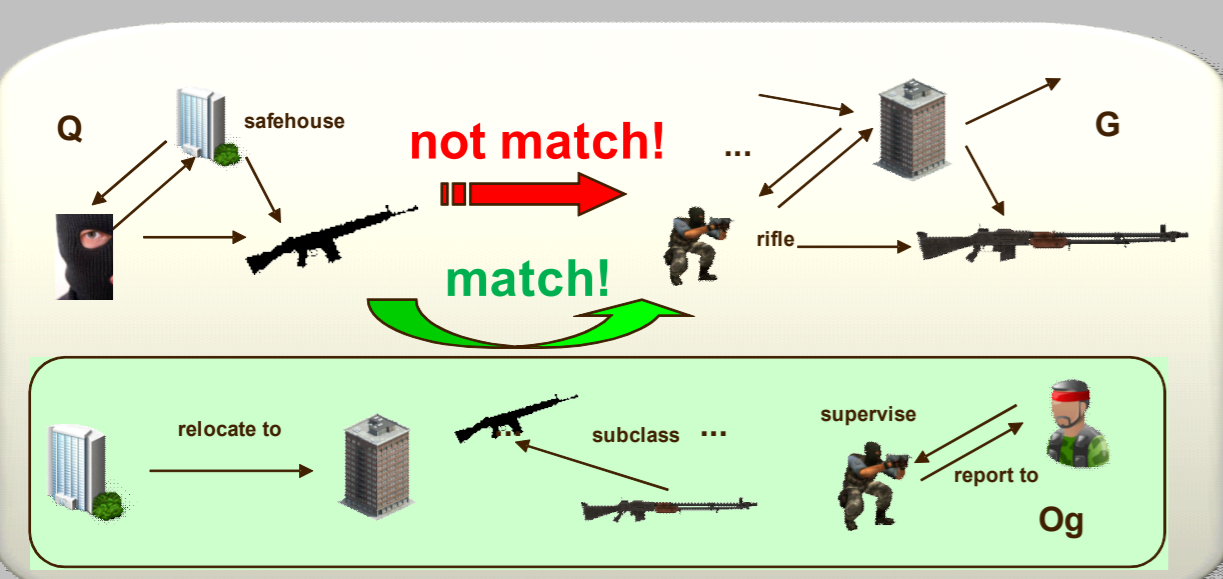 Q
safehouse
not match!
...
G
rifle
match!
relocate to
...
subclass ...
supervise
report to
Og